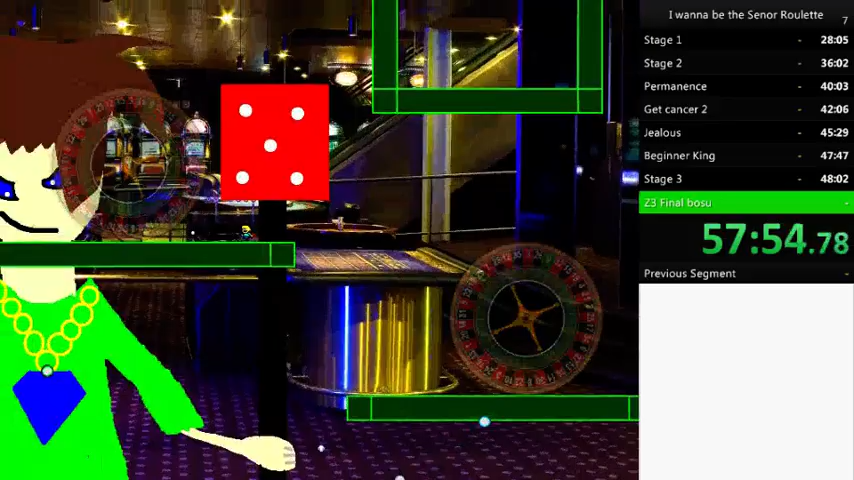 I wanna be the Senor Roulette
7
Stage 1 - 28:05
Stage 2 - 36:02
Permanence - 40:03
Get cancer 2 - 42:06
Jealous - 45:29
Beginner King - 47:47
Stage 3 - 48:02
Z3 Final bosu -
57:54.78
Previous Segment -